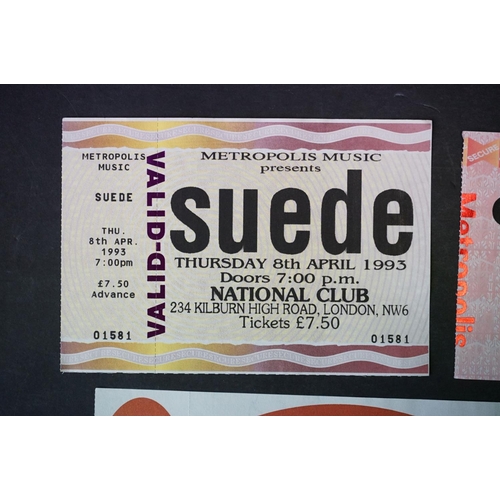 METROPOLIS
MUSIC
SUEDE
THU.
8th APR.
1993
7:00pm
£7.50
Advance
01581
VALID-DILAV
METROPOLIS MUSIC
presents
suede
THURSDAY 8th APRIL 1993
Doors 7:00 p.m.
NATIONAL CLUB
234 KILBURN HIGH ROAD, LONDON, NW6
Tickets £7.50
01581
SECURE
Metropolis